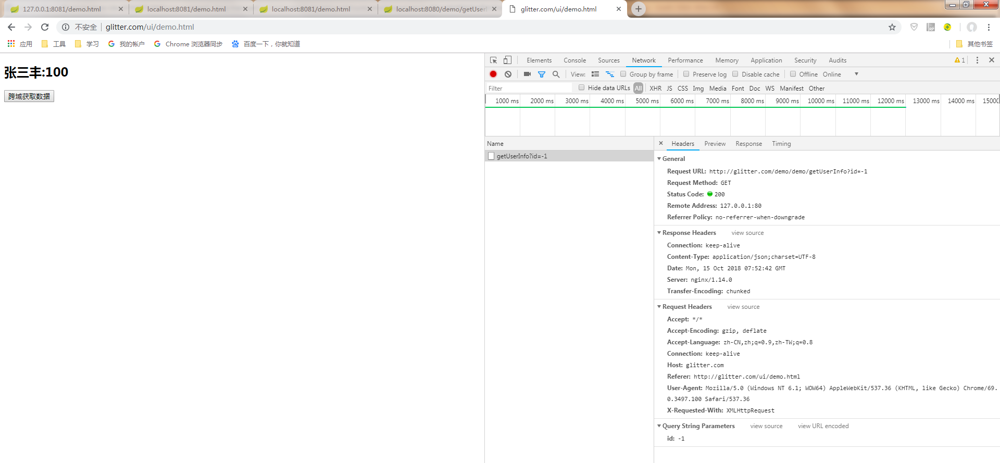 127.0.0.1:8081/demo.html
localhost:8081/demo.html
localhost:8081/demo.html
localhost:8080/demo/getUserI
glitter.com/ui/demo.html
不安全 glitter.com/ui/demo.html
应用 工具 学习 我的帐户 Chrome 浏览器同步 百度一下，你就知道 其他书签
张三丰:100
跨域获取数据
Elements Console Sources Network Performance Memory Application Security Audits 1
View: Group by frame Preserve log Disable cache Offline Online
Filter Hide data URLs All XHR JS CSS Img Media Font Doc WS Manifest Other
1000 ms 2000 ms 3000 ms 4000 ms 5000 ms 6000 ms 7000 ms 8000 ms 9000 ms 10000 ms 11000 ms 12000 ms 13000 ms 14000 ms 15000
Name
getUserInfo?id=-1
Headers Preview Response Timing
General
Request URL: http://glitter.com/demo/demo/getUserInfo?id=-1
Request Method: GET
Status Code: 200
Remote Address: 127.0.0.1:80
Referrer Policy: no-referrer-when-downgrade
Response Headers view source
Connection: keep-alive
Content-Type: application/json;charset=UTF-8
Date: Mon, 15 Oct 2018 07:52:42 GMT
Server: nginx/1.14.0
Transfer-Encoding: chunked
Request Headers view source
Accept: */*
Accept-Encoding: gzip, deflate
Accept-Language: zh-CN,zh;q=0.9,zh-TW;q=0.8
Connection: keep-alive
Host: glitter.com
Referer: http://glitter.com/ui/demo.html
User-Agent: Mozilla/5.0 (Windows NT 6.1; WOW64) AppleWebKit/537.36 (KHTML, like Gecko) Chrome/69.
0.3497.100 Safari/537.36
X-Requested-With: XMLHttpRequest
Query String Parameters view source view URL encoded
id: -1